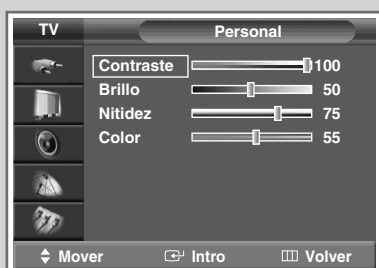 TV Personal
Contraste 100
Brillo 50
Nitidez 75
Color 55
Mover Intro Volver